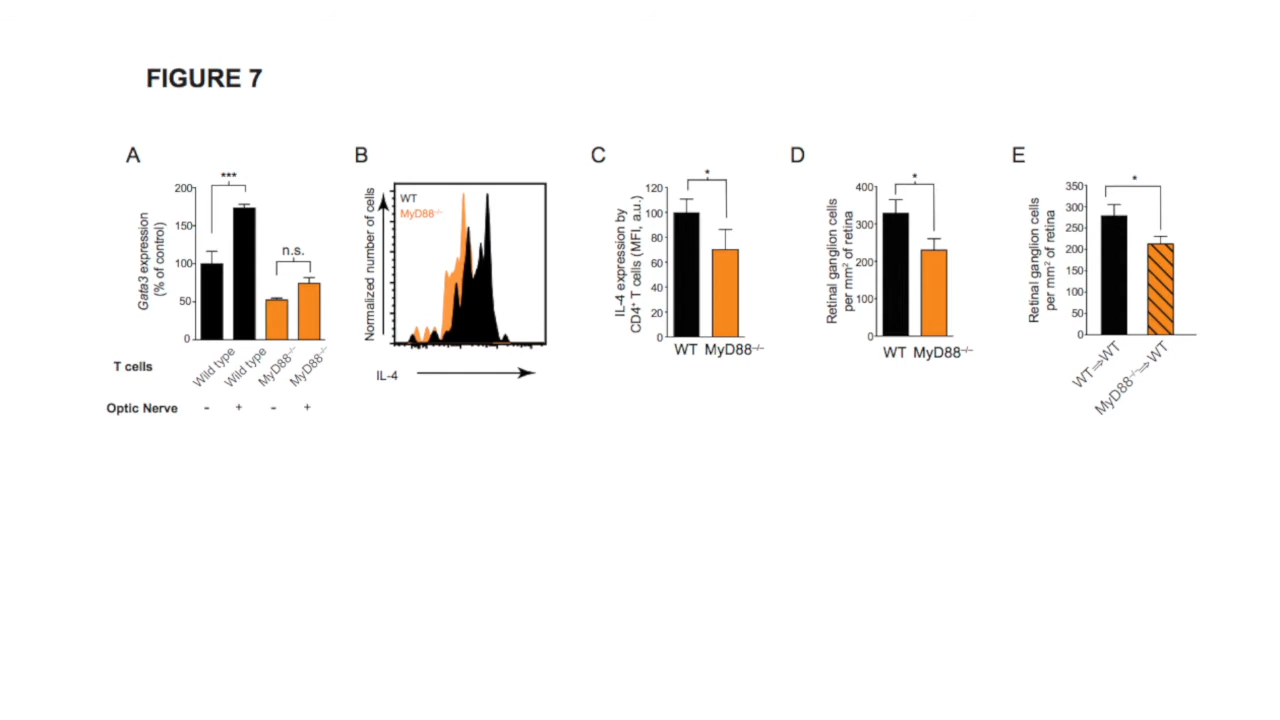 FIGURE 7
A
Gata3 expression
(% of control)
200
150
100
50
0
***
n.s.
T cells
Wild type
Wild type
MyD88⁻/⁻
MyD88⁻/⁻
Optic Nerve
- + - +
B
Normalized number of cells
WT
MyD88⁻/⁻
IL-4
C
IL-4 expression by
CD4⁺ T cells (MFI, a.u.)
120
100
80
60
40
20
0
*
WT MyD88⁻/⁻
D
Retinal ganglion cells
per mm² of retina
400
300
200
100
0
*
WT MyD88⁻/⁻
E
Retinal ganglion cells
per mm² of retina
350
300
250
200
150
100
50
0
*
WT⇒WT
MyD88⁻/⁻⇒WT